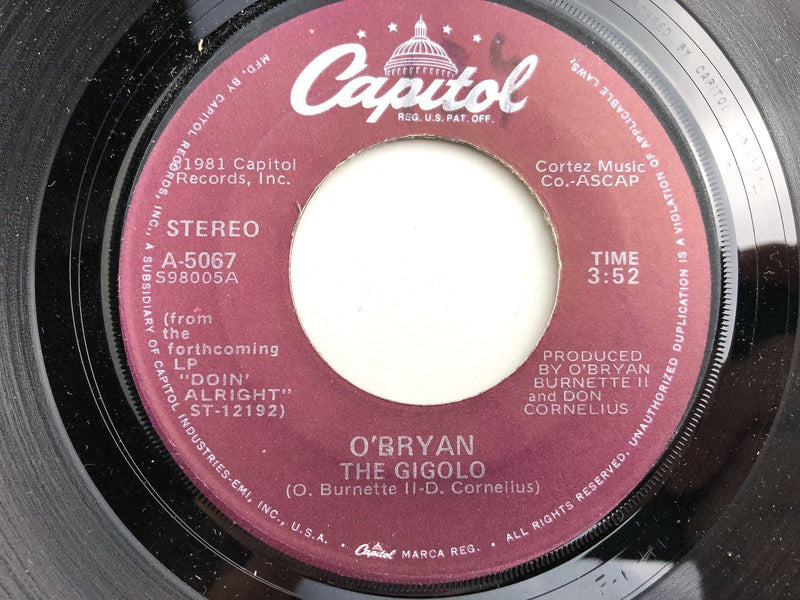 Capitol
REG. U.S. PAT. OFF.
℗1981 Capitol
Records, Inc.
Cortez Music
Co.-ASCAP
STEREO
A-5067
S98005A
TIME
3:52
(from
the
forthcoming
LP
"DOIN'
ALRIGHT"
ST-12192)
PRODUCED
BY O'BRYAN
BURNETTE II
and DON
CORNELIUS
O'BRYAN
THE GIGOLO
(O. Burnette II-D. Cornelius)
MFD. BY CAPITOL RECORDS, INC., A SUBSIDIARY OF CAPITOL INDUSTRIES-EMI, INC., U.S.A. • Capitol MARCA REG. • ALL RIGHTS RESERVED. UNAUTHORIZED DUPLICATION IS A VIOLATION OF APPLICABLE LAWS.